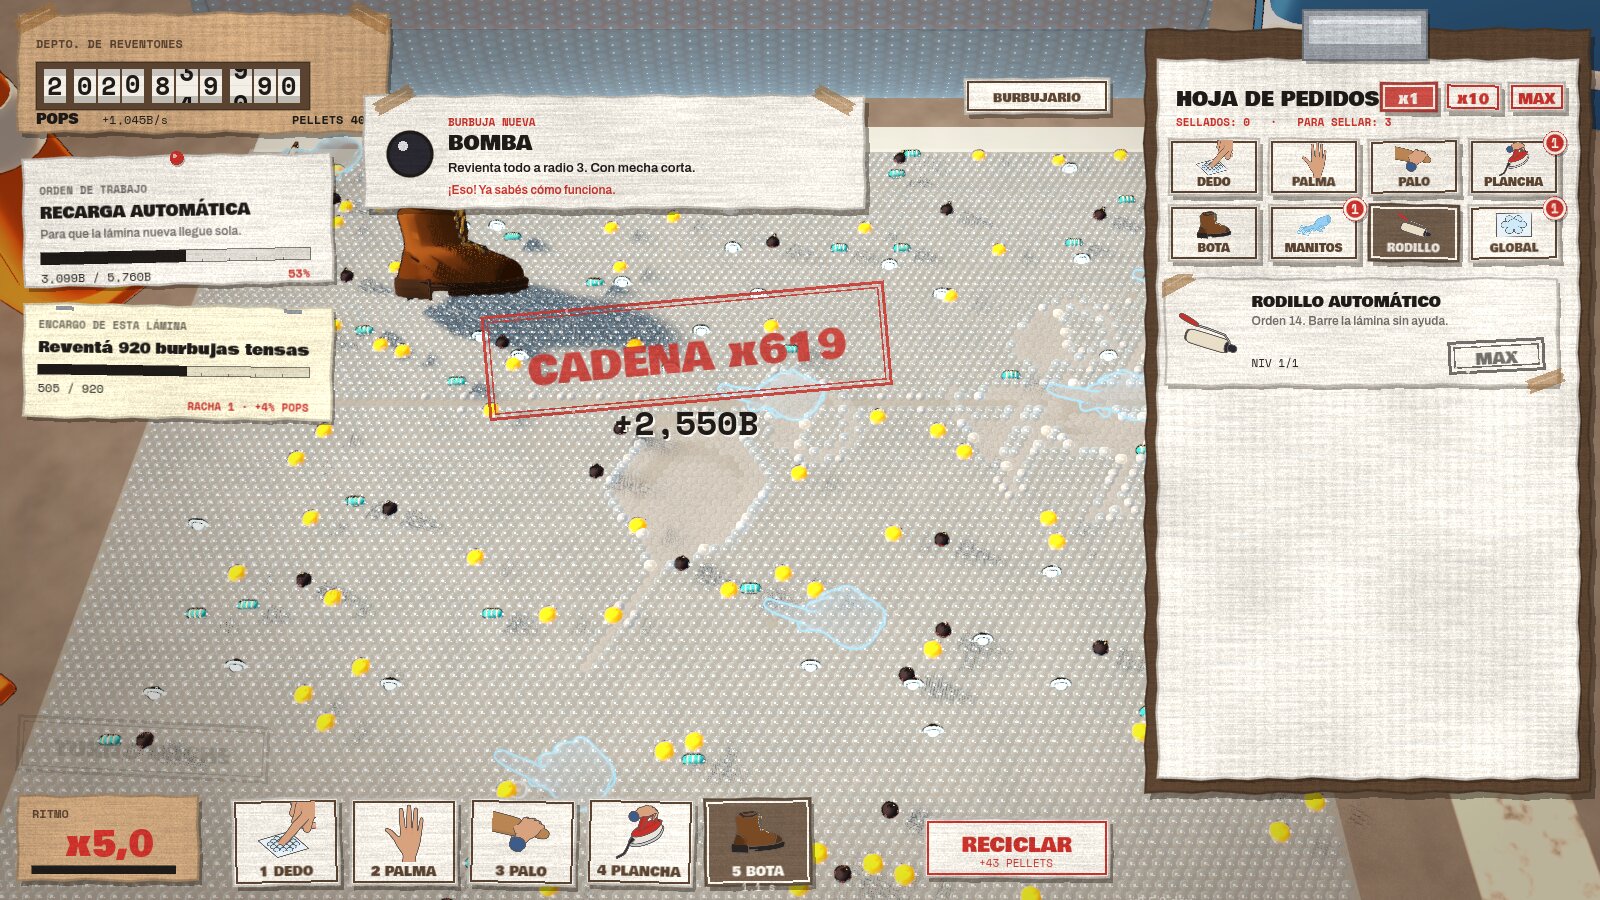 DEPTO. DE REVENTONES
POPS +1,045B/s PELLETS 40
ORDEN DE TRABAJO
RECARGA AUTOMÁTICA
Para que la lámina nueva llegue sola.
3,099B / 5,760B 53%
ENCARGO DE ESTA LÁMINA
Reventá 920 burbujas tensas
505 / 920
RACHA 1 · +4% POPS
BURBUJA NUEVA
BOMBA
Revienta todo a radio 3. Con mecha corta.
¡Eso! Ya sabés cómo funciona.
BURBUJARIO
CADENA x619
+2,550B
HOJA DE PEDIDOS x1 x10 MAX
SELLADOS: 0 · PARA SELLAR: 3
DEDO PALMA PALO PLANCHA 1
BOTA MANITOS 1 RODILLO GLOBAL 1
RODILLO AUTOMÁTICO
Orden 14. Barre la lámina sin ayuda.
NIV 1/1 MAX
RITMO
x5,0
1 DEDO 2 PALMA 3 PALO 4 PLANCHA 5 BOTA
RECICLAR
+43 PELLETS